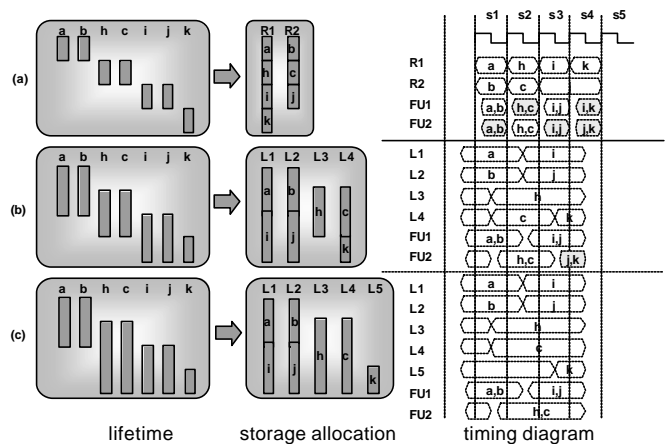 s1 s2 s3 s4 s5
a b h c i j k
R1 R2
a b
h c
i j
k
(a)
R1 a h i k
R2 b c
FU1 a,b h,c i,j i,k
FU2 a,b h,c i,j j,k
a b h c i j k
L1 L2 L3 L4
a b
h c
i j
k
(b)
L1 a i
L2 b j
L3 h
L4 c k
FU1 a,b i,j
FU2 h,c j,k
a b h c i j k
L1 L2 L3 L4 L5
a b
h c
i j
k
(c)
L1 a i
L2 b j
L3 h
L4 c
L5 k
FU1 a,b i,j
FU2 h,c
lifetime storage allocation timing diagram